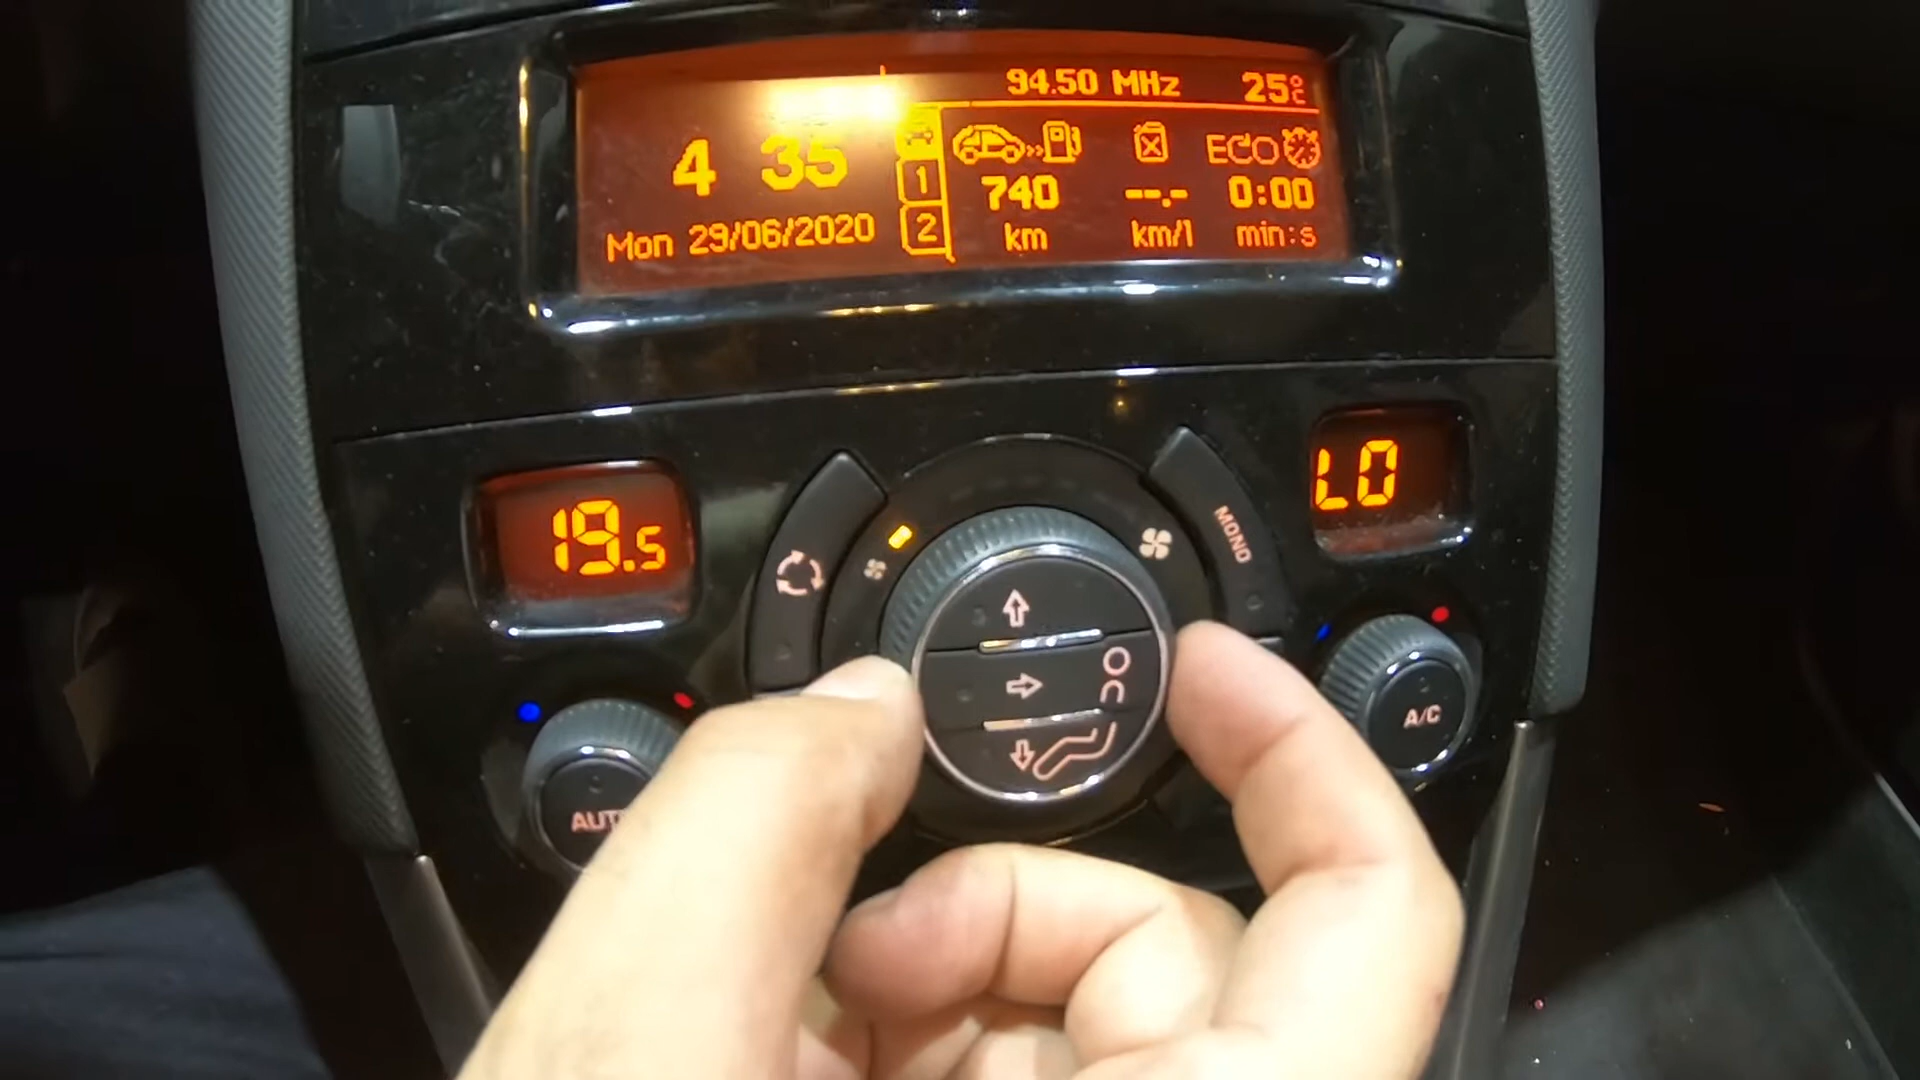 94.50 MHz 25°C
4 35
ECO
1
740 --.- 0:00
Mon 29/06/2020
2
km km/l min:s
19.5
LO
MONO
A/C
AUT